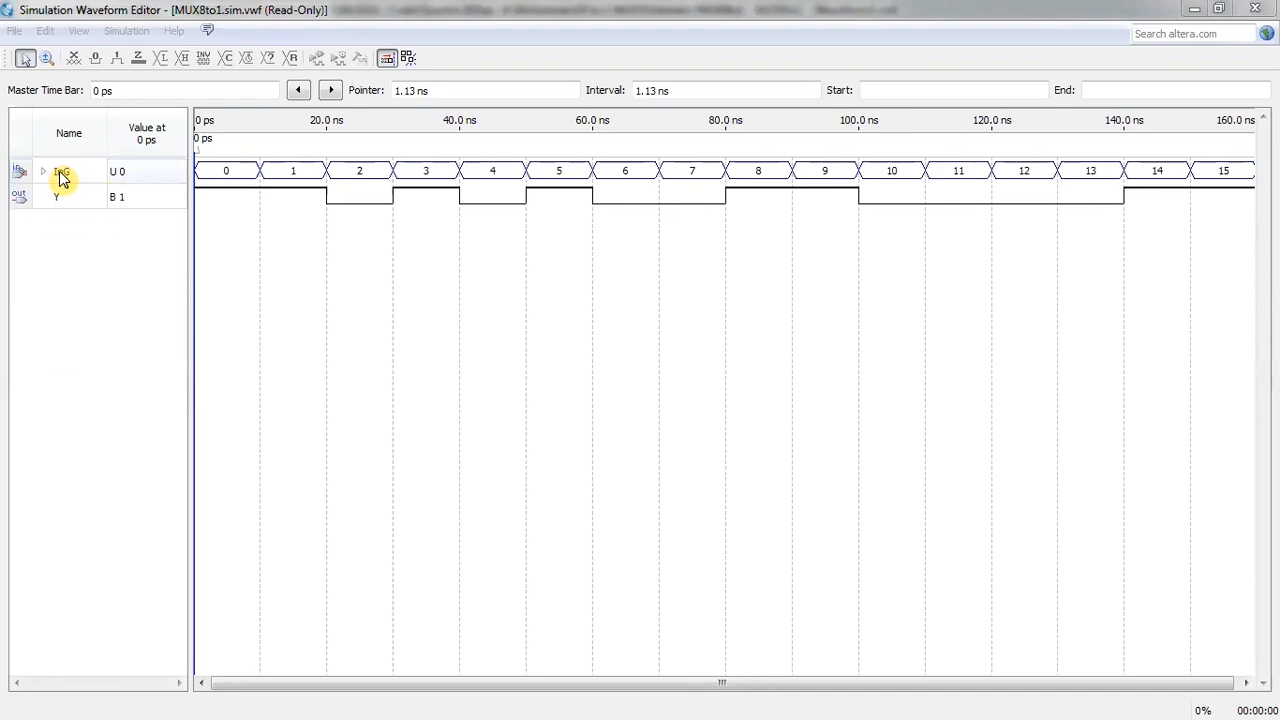 Simulation Waveform Editor - [MUX8to1.sim.vwf (Read-Only)]
File Edit View Simulation Help
Search altera.com
Master Time Bar: 0 ps Pointer: 1.13 ns Interval: 1.13 ns Start: End:
Name Value at 0 ps
0 ps 20.0 ns 40.0 ns 60.0 ns 80.0 ns 100.0 ns 120.0 ns 140.0 ns 160.0 ns
0 ps
U 0 0 1 2 3 4 5 6 7 8 9 10 11 12 13 14 15
out Y B 1
0% 00:00:00